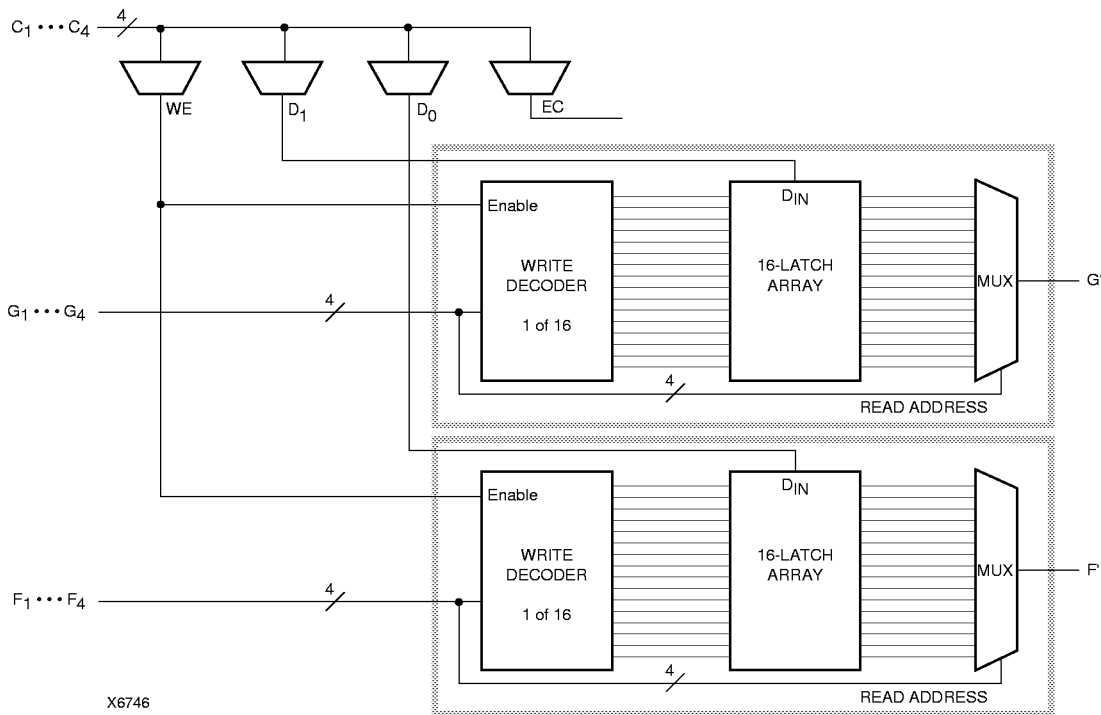 C1 • • • C4
4
WE
D1
D0
EC
Enable
WRITE
DECODER
1 of 16
DIN
16-LATCH
ARRAY
MUX
G'
G1 • • • G4
4
4
READ ADDRESS
Enable
WRITE
DECODER
1 of 16
DIN
16-LATCH
ARRAY
MUX
F'
F1 • • • F4
4
4
READ ADDRESS
X6746